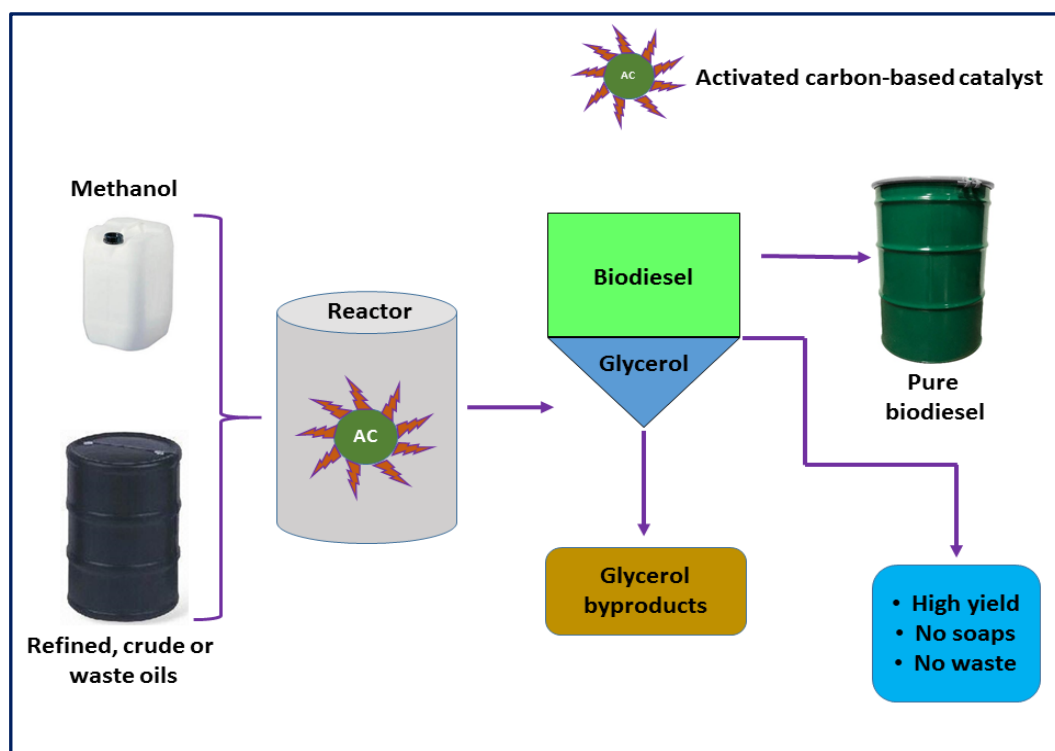 AC
Activated carbon-based catalyst
Methanol
Reactor
AC
Refined, crude or
waste oils
Biodiesel
Glycerol
Pure
biodiesel
Glycerol
byproducts
• High yield
• No soaps
• No waste